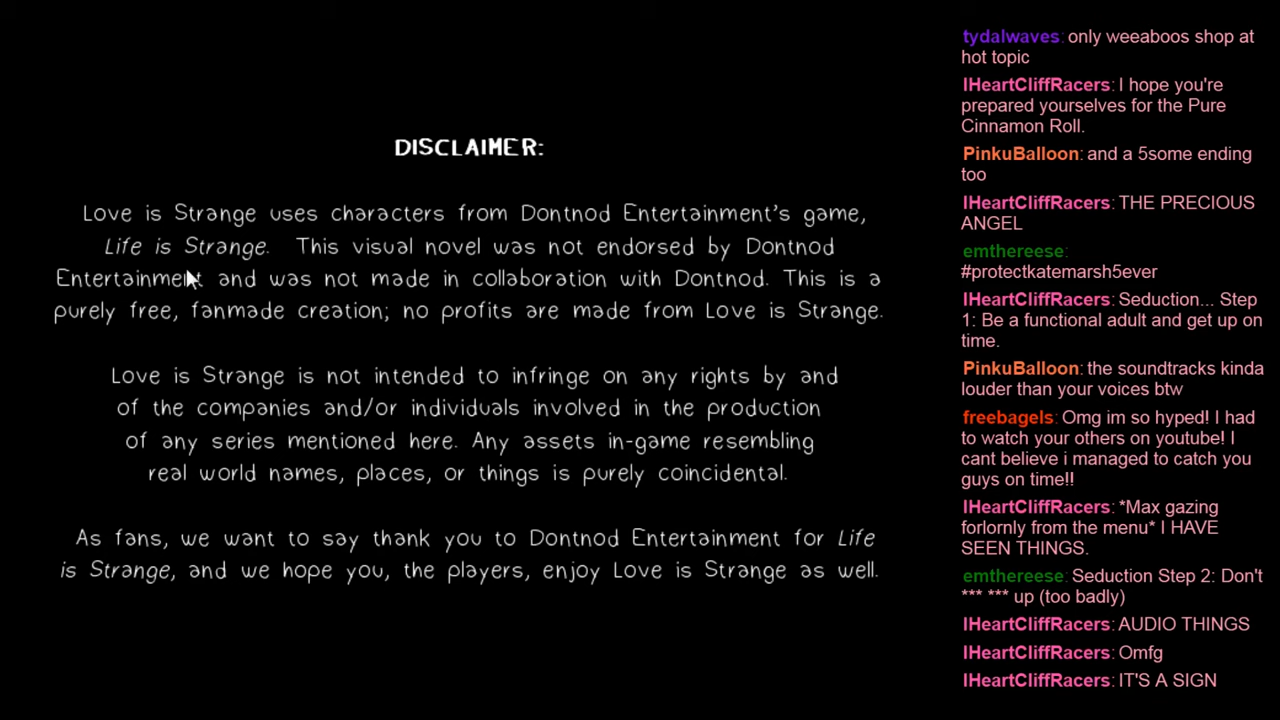 DISCLAIMER:
Love is Strange uses characters from Dontnod Entertainment's game,
Life is Strange. This visual novel was not endorsed by Dontnod
Entertainment and was not made in collaboration with Dontnod. This is a
purely free, fanmade creation; no profits are made from Love is Strange.
Love is Strange is not intended to infringe on any rights by and
of the companies and/or individuals involved in the production
of any series mentioned here. Any assets in-game resembling
real world names, places, or things is purely coincidental.
As fans, we want to say thank you to Dontnod Entertainment for Life
is Strange, and we hope you, the players, enjoy Love is Strange as well.
tydalwaves: only weeaboos shop at
hot topic
IHeartCliffRacers: I hope you're
prepared yourselves for the Pure
Cinnamon Roll.
PinkuBalloon: and a 5some ending
too
IHeartCliffRacers: THE PRECIOUS
ANGEL
emthereese:
#protectkatemarsh5ever
IHeartCliffRacers: Seduction... Step
1: Be a functional adult and get up on
time.
PinkuBalloon: the soundtracks kinda
louder than your voices btw
freebagels: Omg im so hyped! I had
to watch your others on youtube! I
cant believe i managed to catch you
guys on time!!
IHeartCliffRacers: *Max gazing
forlornly from the menu* I HAVE
SEEN THINGS.
emthereese: Seduction Step 2: Don't
*** *** up (too badly)
IHeartCliffRacers: AUDIO THINGS
IHeartCliffRacers: Omfg
IHeartCliffRacers: IT'S A SIGN